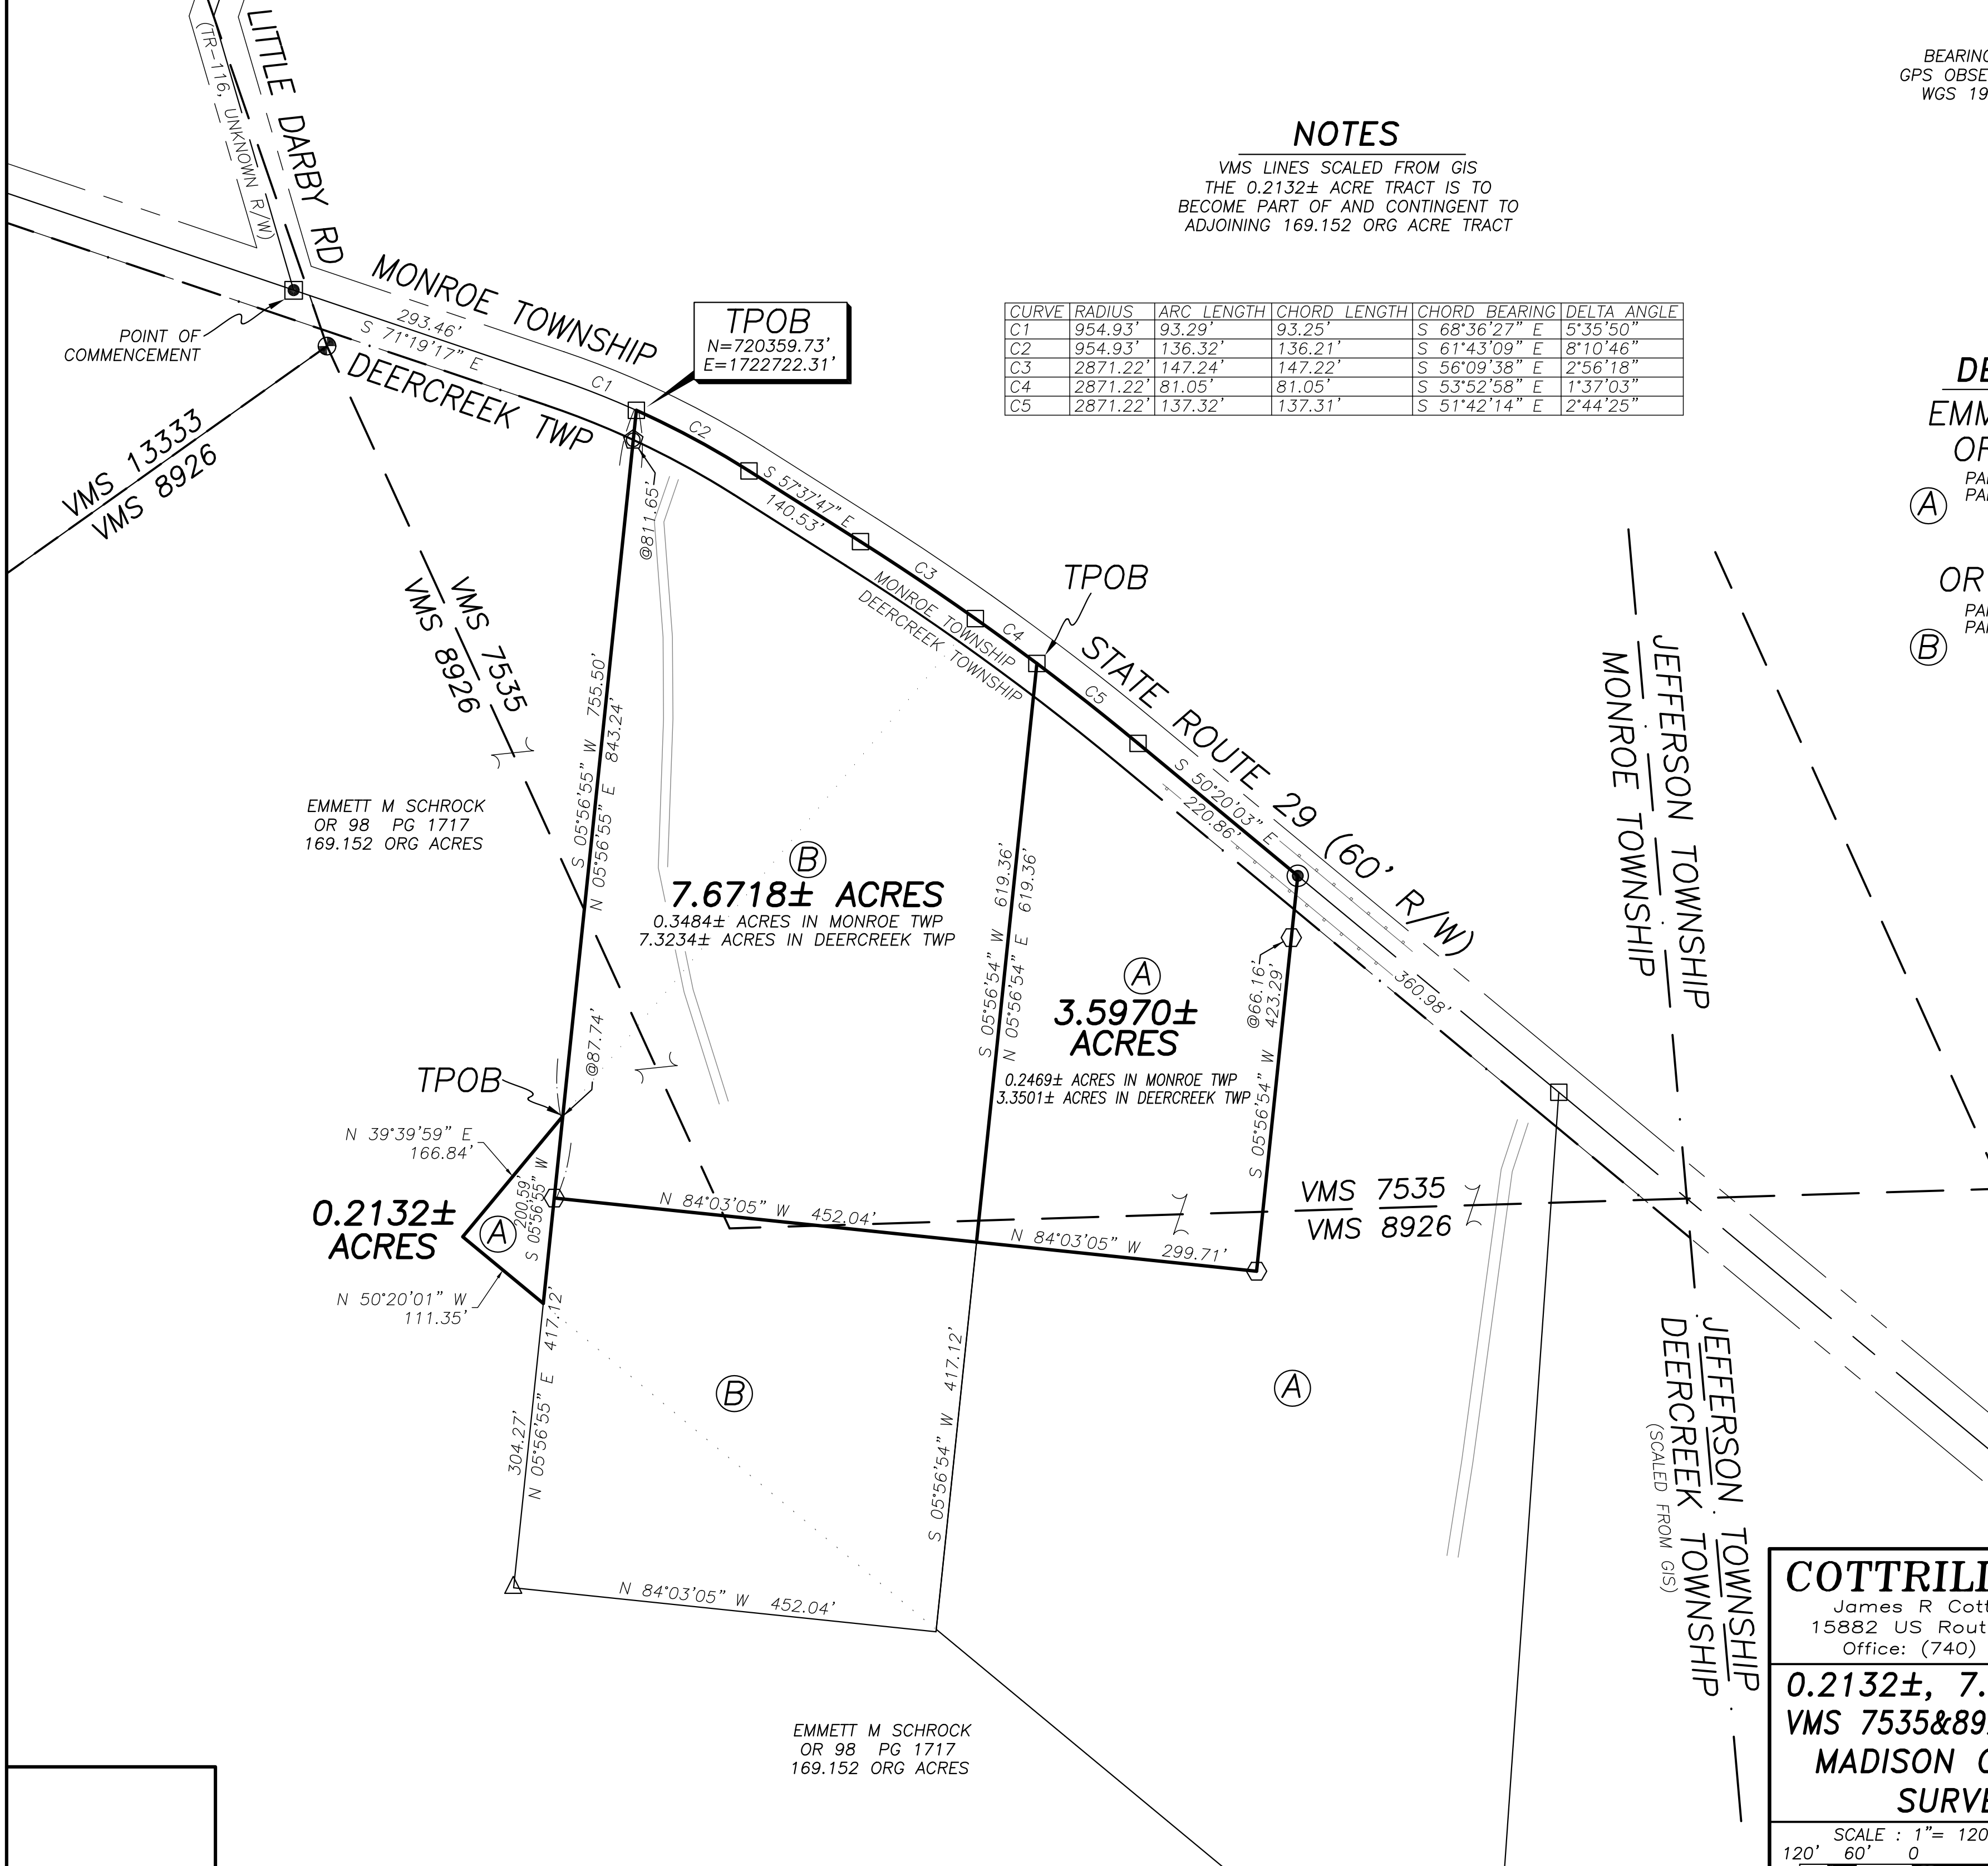 LITTLE DARBY RD
(TR-116, UNKNOWN R/W)
BEARING
GPS OBSE
WGS 19
NOTES
VMS LINES SCALED FROM GIS
THE 0.2132± ACRE TRACT IS TO
BECOME PART OF AND CONTINGENT TO
ADJOINING 169.152 ORG ACRE TRACT
MONROE TOWNSHIP
293.46'
S 71°19'17" E
DEERCREEK TWP
POINT OF
COMMENCEMENT
C1
TPOB
N=720359.73'
E=1722722.31'
CURVE RADIUS ARC LENGTH CHORD LENGTH CHORD BEARING DELTA ANGLE
C1 954.93' 93.29' 93.25' S 68°36'27" E 5°35'50"
C2 954.93' 136.32' 136.21' S 61°43'09" E 8°10'46"
C3 2871.22' 147.24' 147.22' S 56°09'38" E 2°56'18"
C4 2871.22' 81.05' 81.05' S 53°52'58" E 1°37'03"
C5 2871.22' 137.32' 137.31' S 51°42'14" E 2°44'25"
DE
EMM
OF
PA
PA
A
OR
PA
PA
B
VMS 13333
VMS 8926
C2
S 57°37'47" E
140.53'
@811.65'
C3
MONROE TOWNSHIP
DEERCREEK TOWNSHIP
C4
TPOB
C5
STATE ROUTE 29 (60' R/W)
S 50°20'03" E
220.86'
360.98'
VMS 7535
VMS 8926
JEFFERSON TOWNSHIP
MONROE TOWNSHIP
S 05°56'55" W 755.50'
N 05°56'55" E 843.24'
EMMETT M SCHROCK
OR 98 PG 1717
169.152 ORG ACRES
B
7.6718± ACRES
0.3484± ACRES IN MONROE TWP
7.3234± ACRES IN DEERCREEK TWP
S 05°56'54" W 619.36'
N 05°56'54" E 619.36'
A
3.5970±
ACRES
0.2469± ACRES IN MONROE TWP
3.3501± ACRES IN DEERCREEK TWP
@66.16'
S 05°56'54" W 423.29'
@87.74'
TPOB
N 39°39'59" E
166.84'
0.2132±
ACRES
A
200.59'
S 05°56'55" W
N 50°20'01" W
111.35'
N 84°03'05" W 452.04'
N 84°03'05" W 299.71'
VMS 7535
VMS 8926
304.27'
N 05°56'55" E 417.12'
B
S 05°56'54" W 417.12'
A
N 84°03'05" W 452.04'
JEFFERSON TOWNSHIP
DEERCREEK TOWNSHIP
(SCALED FROM GIS)
EMMETT M SCHROCK
OR 98 PG 1717
169.152 ORG ACRES
COTTRILL
James R Cott
15882 US Rout
Office: (740)
0.2132±, 7.
VMS 7535&89
MADISON C
SURVE
SCALE : 1"= 120
120' 60' 0